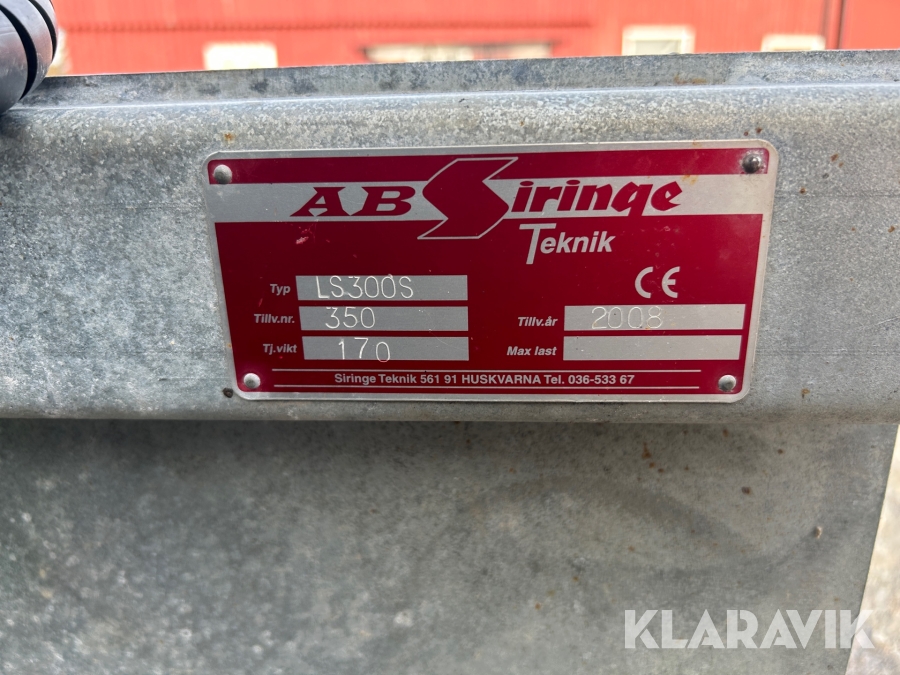 AB Siringe
Teknik
Typ LS300S CE
Tillv.nr. 350 Tillv.år 2008
Tj.vikt 170 Max last
Siringe Teknik 561 91 HUSKVARNA Tel. 036-533 67
KLARAVIK